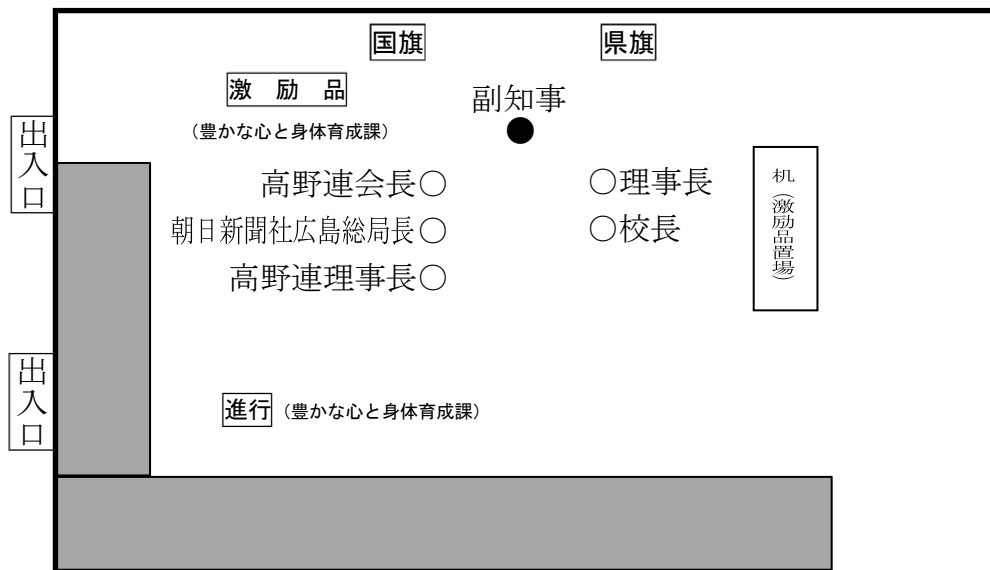 国旗
県旗
激　励　品
（豊かな心と身体育成課）
副知事
●
出入口
高野連会長○
○理事長
朝日新聞社広島総局長○
○校長
高野連理事長○
机（激励品置場）
出入口
進行
（豊かな心と身体育成課）